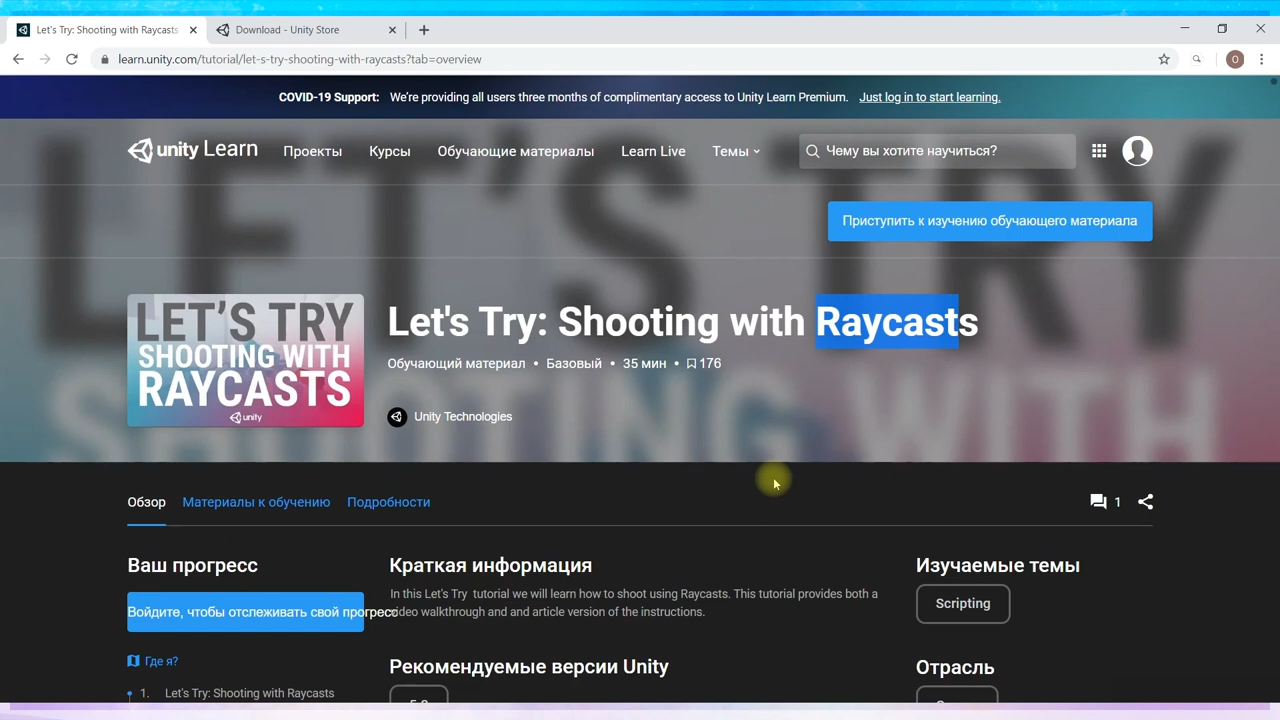 Let's Try: Shooting with Raycasts
Download - Unity Store
learn.unity.com/tutorial/let-s-try-shooting-with-raycasts?tab=overview
O
COVID-19 Support: We're providing all users three months of complimentary access to Unity Learn Premium. Just log in to start learning.
unity Learn Проекты Курсы Обучающие материалы Learn Live Темы Чему вы хотите научиться?
Приступить к изучению обучающего материала
LET'S TRY
SHOOTING WITH
LET'S TRY
SHOOTING WITH
RAYCASTS
unity
Let's Try: Shooting with Raycasts
Обучающий материал • Базовый • 35 мин • 176
Unity Technologies
Обзор Материалы к обучению Подробности 1
Ваш прогресс
Войдите, чтобы отслеживать свой прогресс
Где я?
1. Let's Try: Shooting with Raycasts
Краткая информация
In this Let's Try tutorial we will learn how to shoot using Raycasts. This tutorial provides both a
video walkthrough and and article version of the instructions.
Рекомендуемые версии Unity
Изучаемые темы
Scripting
Отрасль